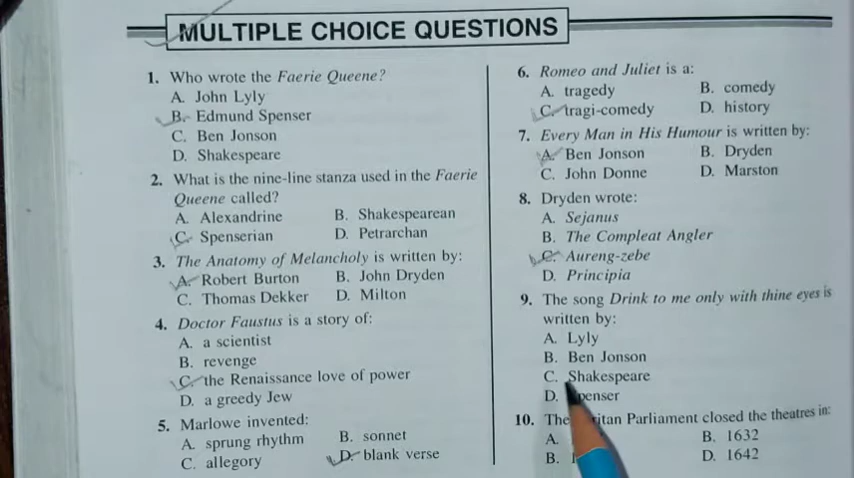 MULTIPLE CHOICE QUESTIONS
1. Who wrote the Faerie Queene?
A. John Lyly
B. Edmund Spenser
C. Ben Jonson
D. Shakespeare
2. What is the nine-line stanza used in the Faerie
Queene called?
A. Alexandrine B. Shakespearean
C. Spenserian D. Petrarchan
3. The Anatomy of Melancholy is written by:
A. Robert Burton B. John Dryden
C. Thomas Dekker D. Milton
4. Doctor Faustus is a story of:
A. a scientist
B. revenge
C. the Renaissance love of power
D. a greedy Jew
5. Marlowe invented:
A. sprung rhythm B. sonnet
C. allegory D. blank verse
6. Romeo and Juliet is a:
A. tragedy B. comedy
C. tragi-comedy D. history
7. Every Man in His Humour is written by:
A. Ben Jonson B. Dryden
C. John Donne D. Marston
8. Dryden wrote:
A. Sejanus
B. The Compleat Angler
C. Aureng-zebe
D. Principia
9. The song Drink to me only with thine eyes is
written by:
A. Lyly
B. Ben Jonson
C. Shakespeare
D. penser
10. The itan Parliament closed the theatres in:
A. B. 1632
B. D. 1642